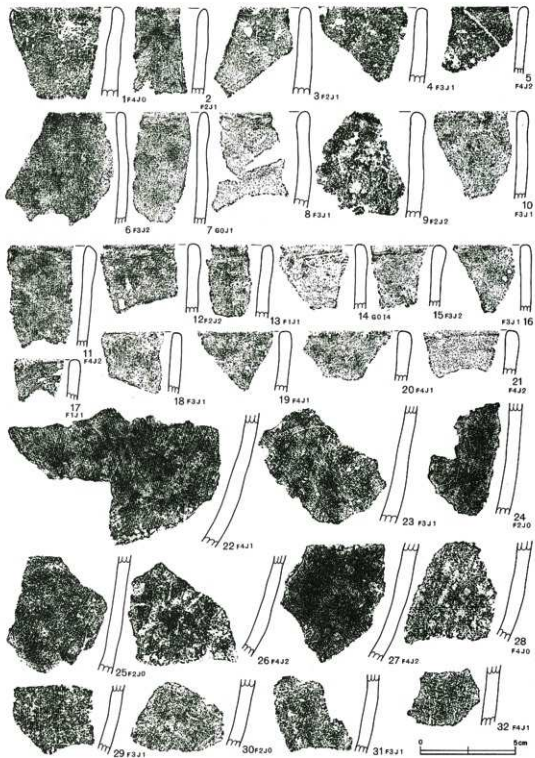 1 F4J0
2 F2J1
3 F2J1
4 F3J1
5 F4J2
6 F3J2
7 G0J1
8 F3J1
9 F2J2
10 F3J1
11 F4J2
12 F2J2
13 F1J1
14 G014
15 F3J2
F3J1 16
17 F1J1
18 F3J1
19 F4J1
20 F4J1
21 F4J2
22 F4J1
23 F3J1
24 F2J0
25 F2J0
26 F4J2
27 F4J2
28 F4J0
29 F3J1
30 F2J0
31 F3J1
32 F4J1
0 5cm